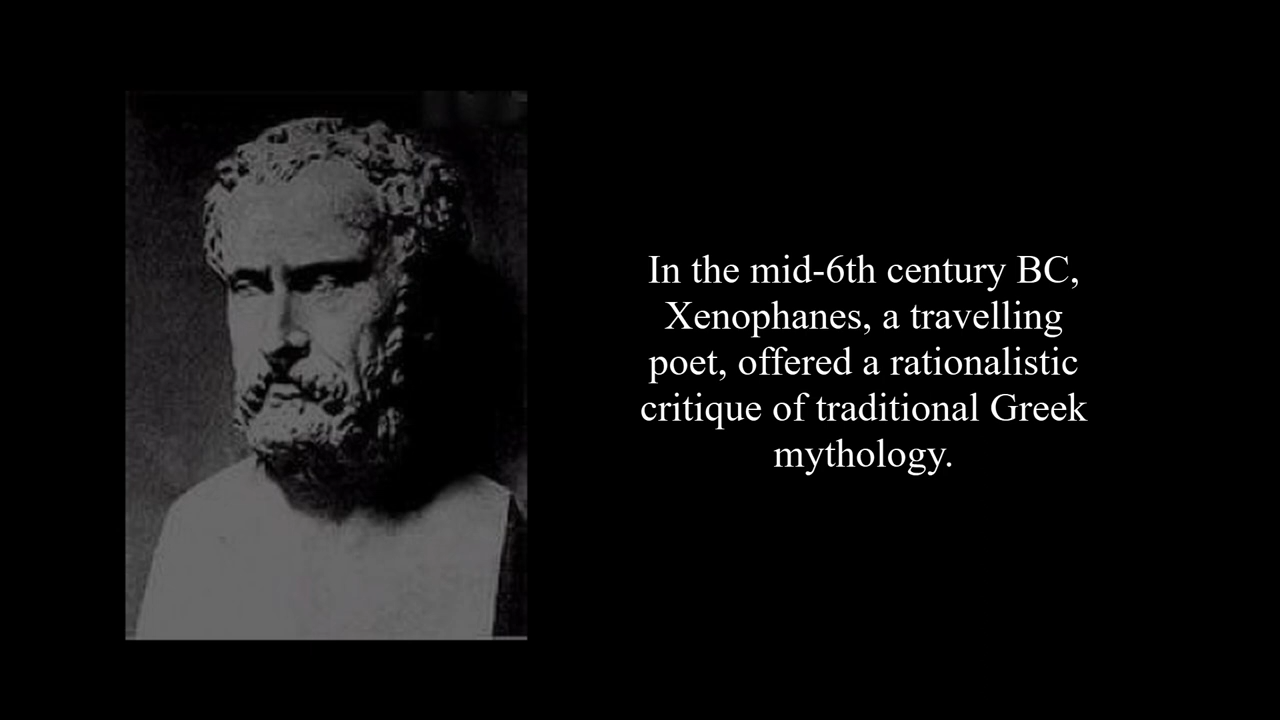 In the mid-6th century BC,
Xenophanes, a travelling
poet, offered a rationalistic
critique of traditional Greek
mythology.